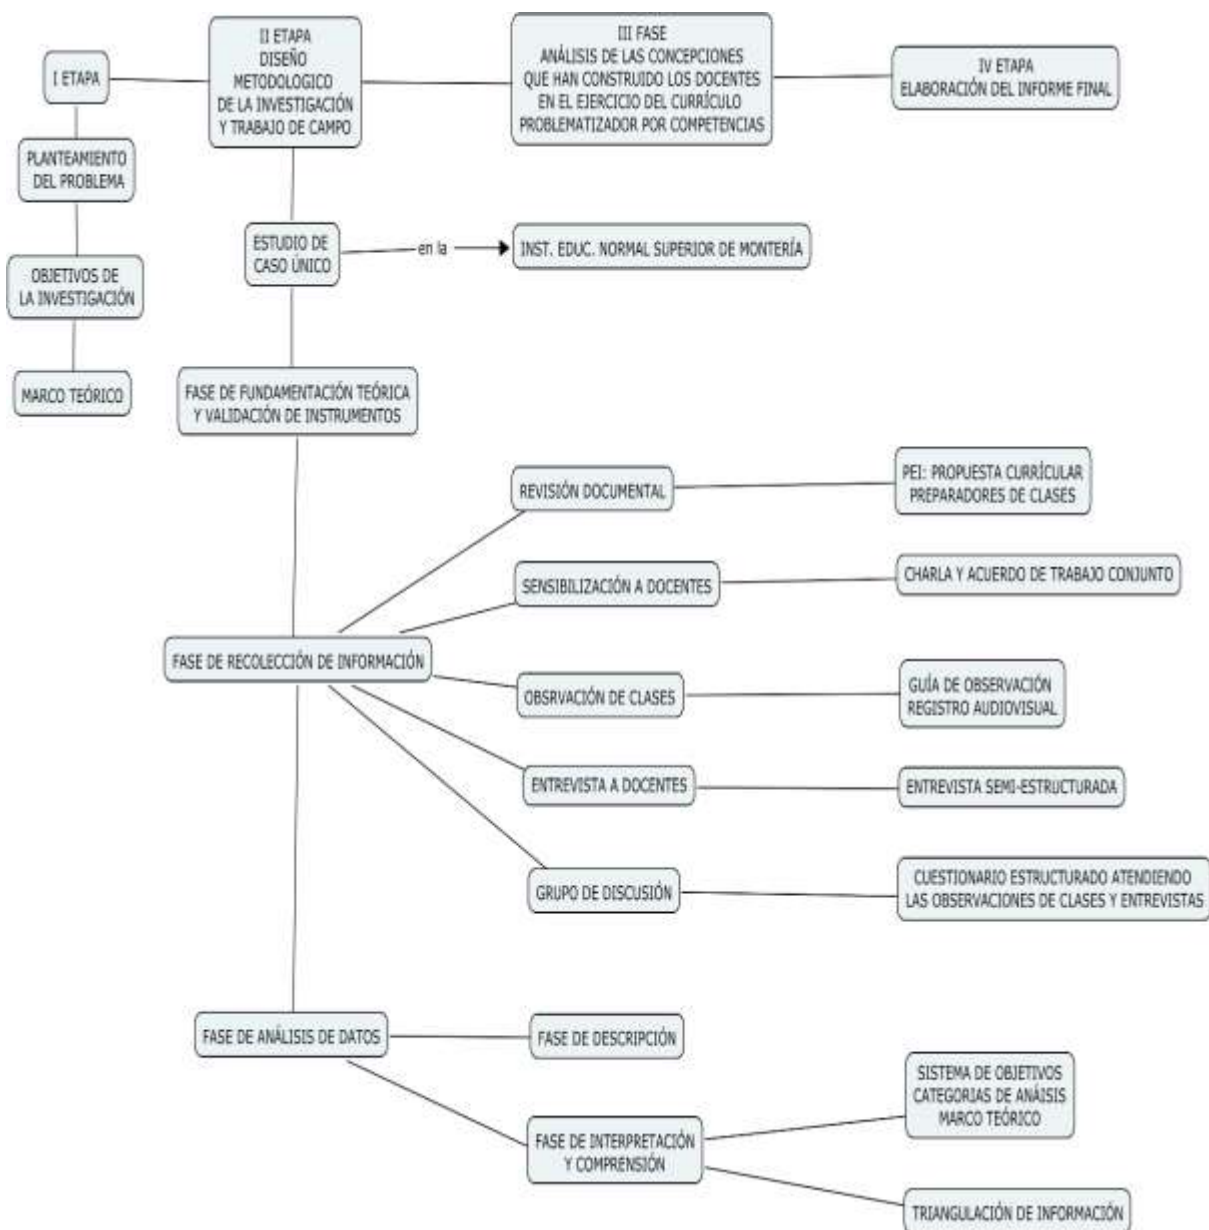 I ETAPA
II ETAPA
DISEÑO
METODOLOGICO
DE LA INVESTIGACIÓN
Y TRABAJO DE CAMPO
III FASE
ANÁLISIS DE LAS CONCEPCIONES
QUE HAN CONSTRUIDO LOS DOCENTES
EN EL EJERCICIO DEL CURRÍCULO
PROBLEMATIZADOR POR COMPETENCIAS
IV ETAPA
ELABORACIÓN DEL INFORME FINAL
PLANTEAMIENTO
DEL PROBLEMA
OBJETIVOS DE
LA INVESTIGACIÓN
MARCO TEÓRICO
ESTUDIO DE
CASO ÚNICO
en la
INST. EDUC. NORMAL SUPERIOR DE MONTERÍA
FASE DE FUNDAMENTACIÓN TEÓRICA
Y VALIDACIÓN DE INSTRUMENTOS
FASE DE RECOLECCIÓN DE INFORMACIÓN
REVISIÓN DOCUMENTAL
PEI: PROPUESTA CURRÍCULAR
PREPARADORES DE CLASES
SENSIBILIZACIÓN A DOCENTES
CHARLA Y ACUERDO DE TRABAJO CONJUNTO
OBSRVACIÓN DE CLASES
GUÍA DE OBSERVACIÓN
REGISTRO AUDIOVISUAL
ENTREVISTA A DOCENTES
ENTREVISTA SEMI-ESTRUCTURADA
GRUPO DE DISCUSIÓN
CUESTIONARIO ESTRUCTURADO ATENDIENDO
LAS OBSERVACIONES DE CLASES Y ENTREVISTAS
FASE DE ANÁLISIS DE DATOS
FASE DE DESCRIPCIÓN
FASE DE INTERPRETACIÓN
Y COMPRENSIÓN
SISTEMA DE OBJETIVOS
CATEGORIAS DE ANÁISIS
MARCO TEÓRICO
TRIANGULACIÓN DE INFORMACIÓN